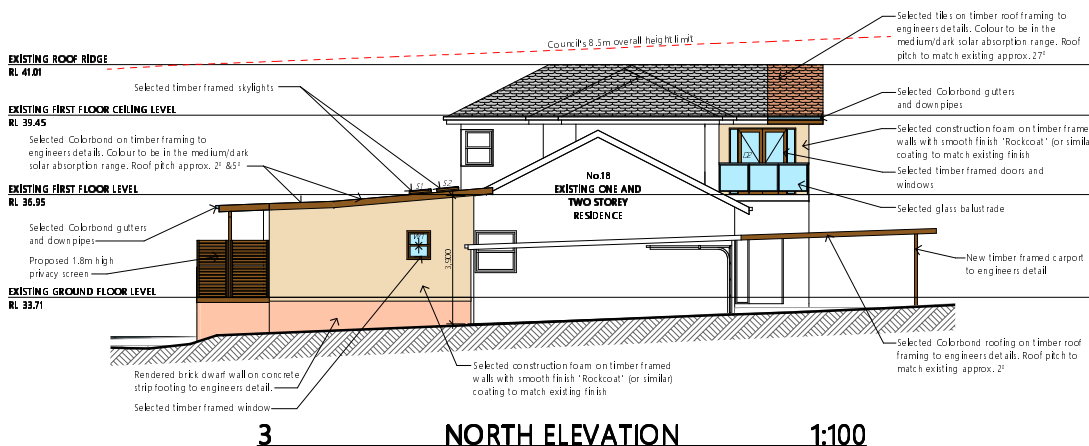 Council's 8.5m overall height limit
Selected tiles on timber roof framing to
engineers details. Colour to be in the
medium/dark solar absorption range. Roof
pitch to match existing approx. 27°
EXISTING ROOF RIDGE
RL 41.01
Selected timber framed skylights
Selected Colorbond gutters
and downpipes
EXISTING FIRST FLOOR CEILING LEVEL
RL 39.45
Selected Colorbond on timber framing to
engineers details. Colour to be in the medium/dark
solar absorption range. Roof pitch approx. 2° &5°
Selected construction foam on timber frame
walls with smooth finish 'Rockcoat' (or simila
coating to match existing finish
Selected timber framed doors and
windows
No.18
EXISTING ONE AND
TWO STOREY
RESIDENCE
S1
S2
EXISTING FIRST FLOOR LEVEL
RL 36.95
Selected glass balustrade
Selected Colorbond gutters
and downpipes
Proposed 1.8m high
privacy screen
3,900
New timber framed carport
to engineers detail
EXISTING GROUND FLOOR LEVEL
RL 33.71
Selected Colorbond roofing on timber roof
framing to engineers details. Roof pitch to
match existing approx. 2°
Rendered brick dwarf wall on concrete
strip footing to engineers detail.
Selected timber framed window
Selected construction foam on timber framed
walls with smooth finish 'Rockcoat' (or similar)
coating to match existing finish
3 NORTH ELEVATION 1:100